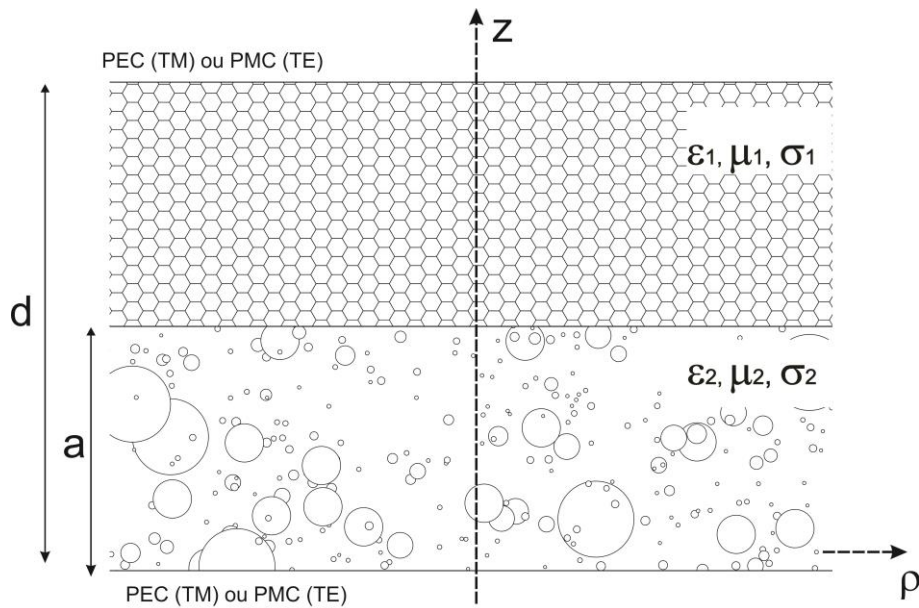 z
PEC (TM) ou PMC (TE)
ε1, μ1, σ1
d
ε2, μ2, σ2
a
ρ
PEC (TM) ou PMC (TE)